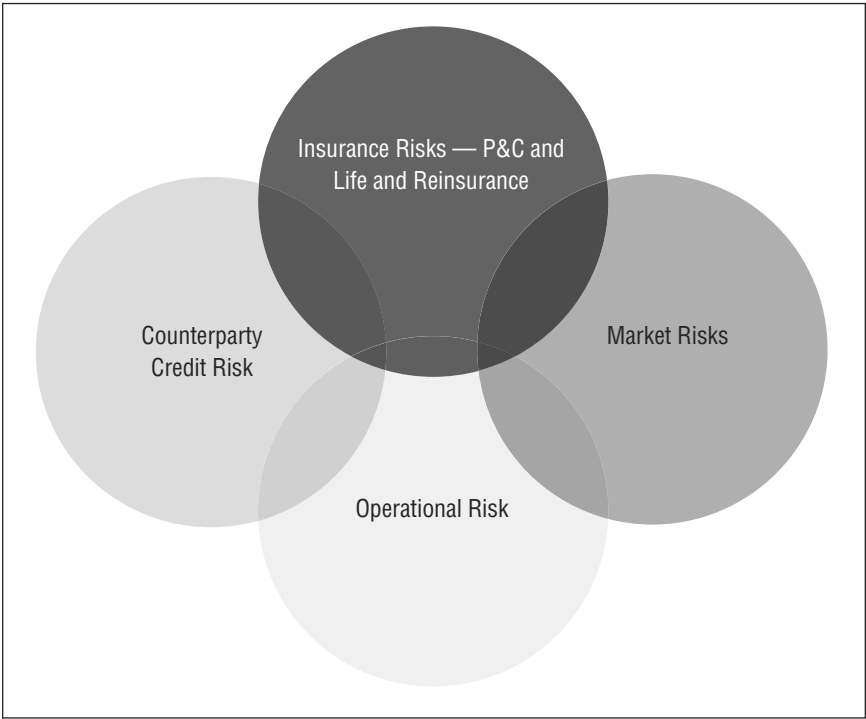 Insurance Risks — P&C and
Life and Reinsurance
Counterparty
Credit Risk
Market Risks
Operational Risk